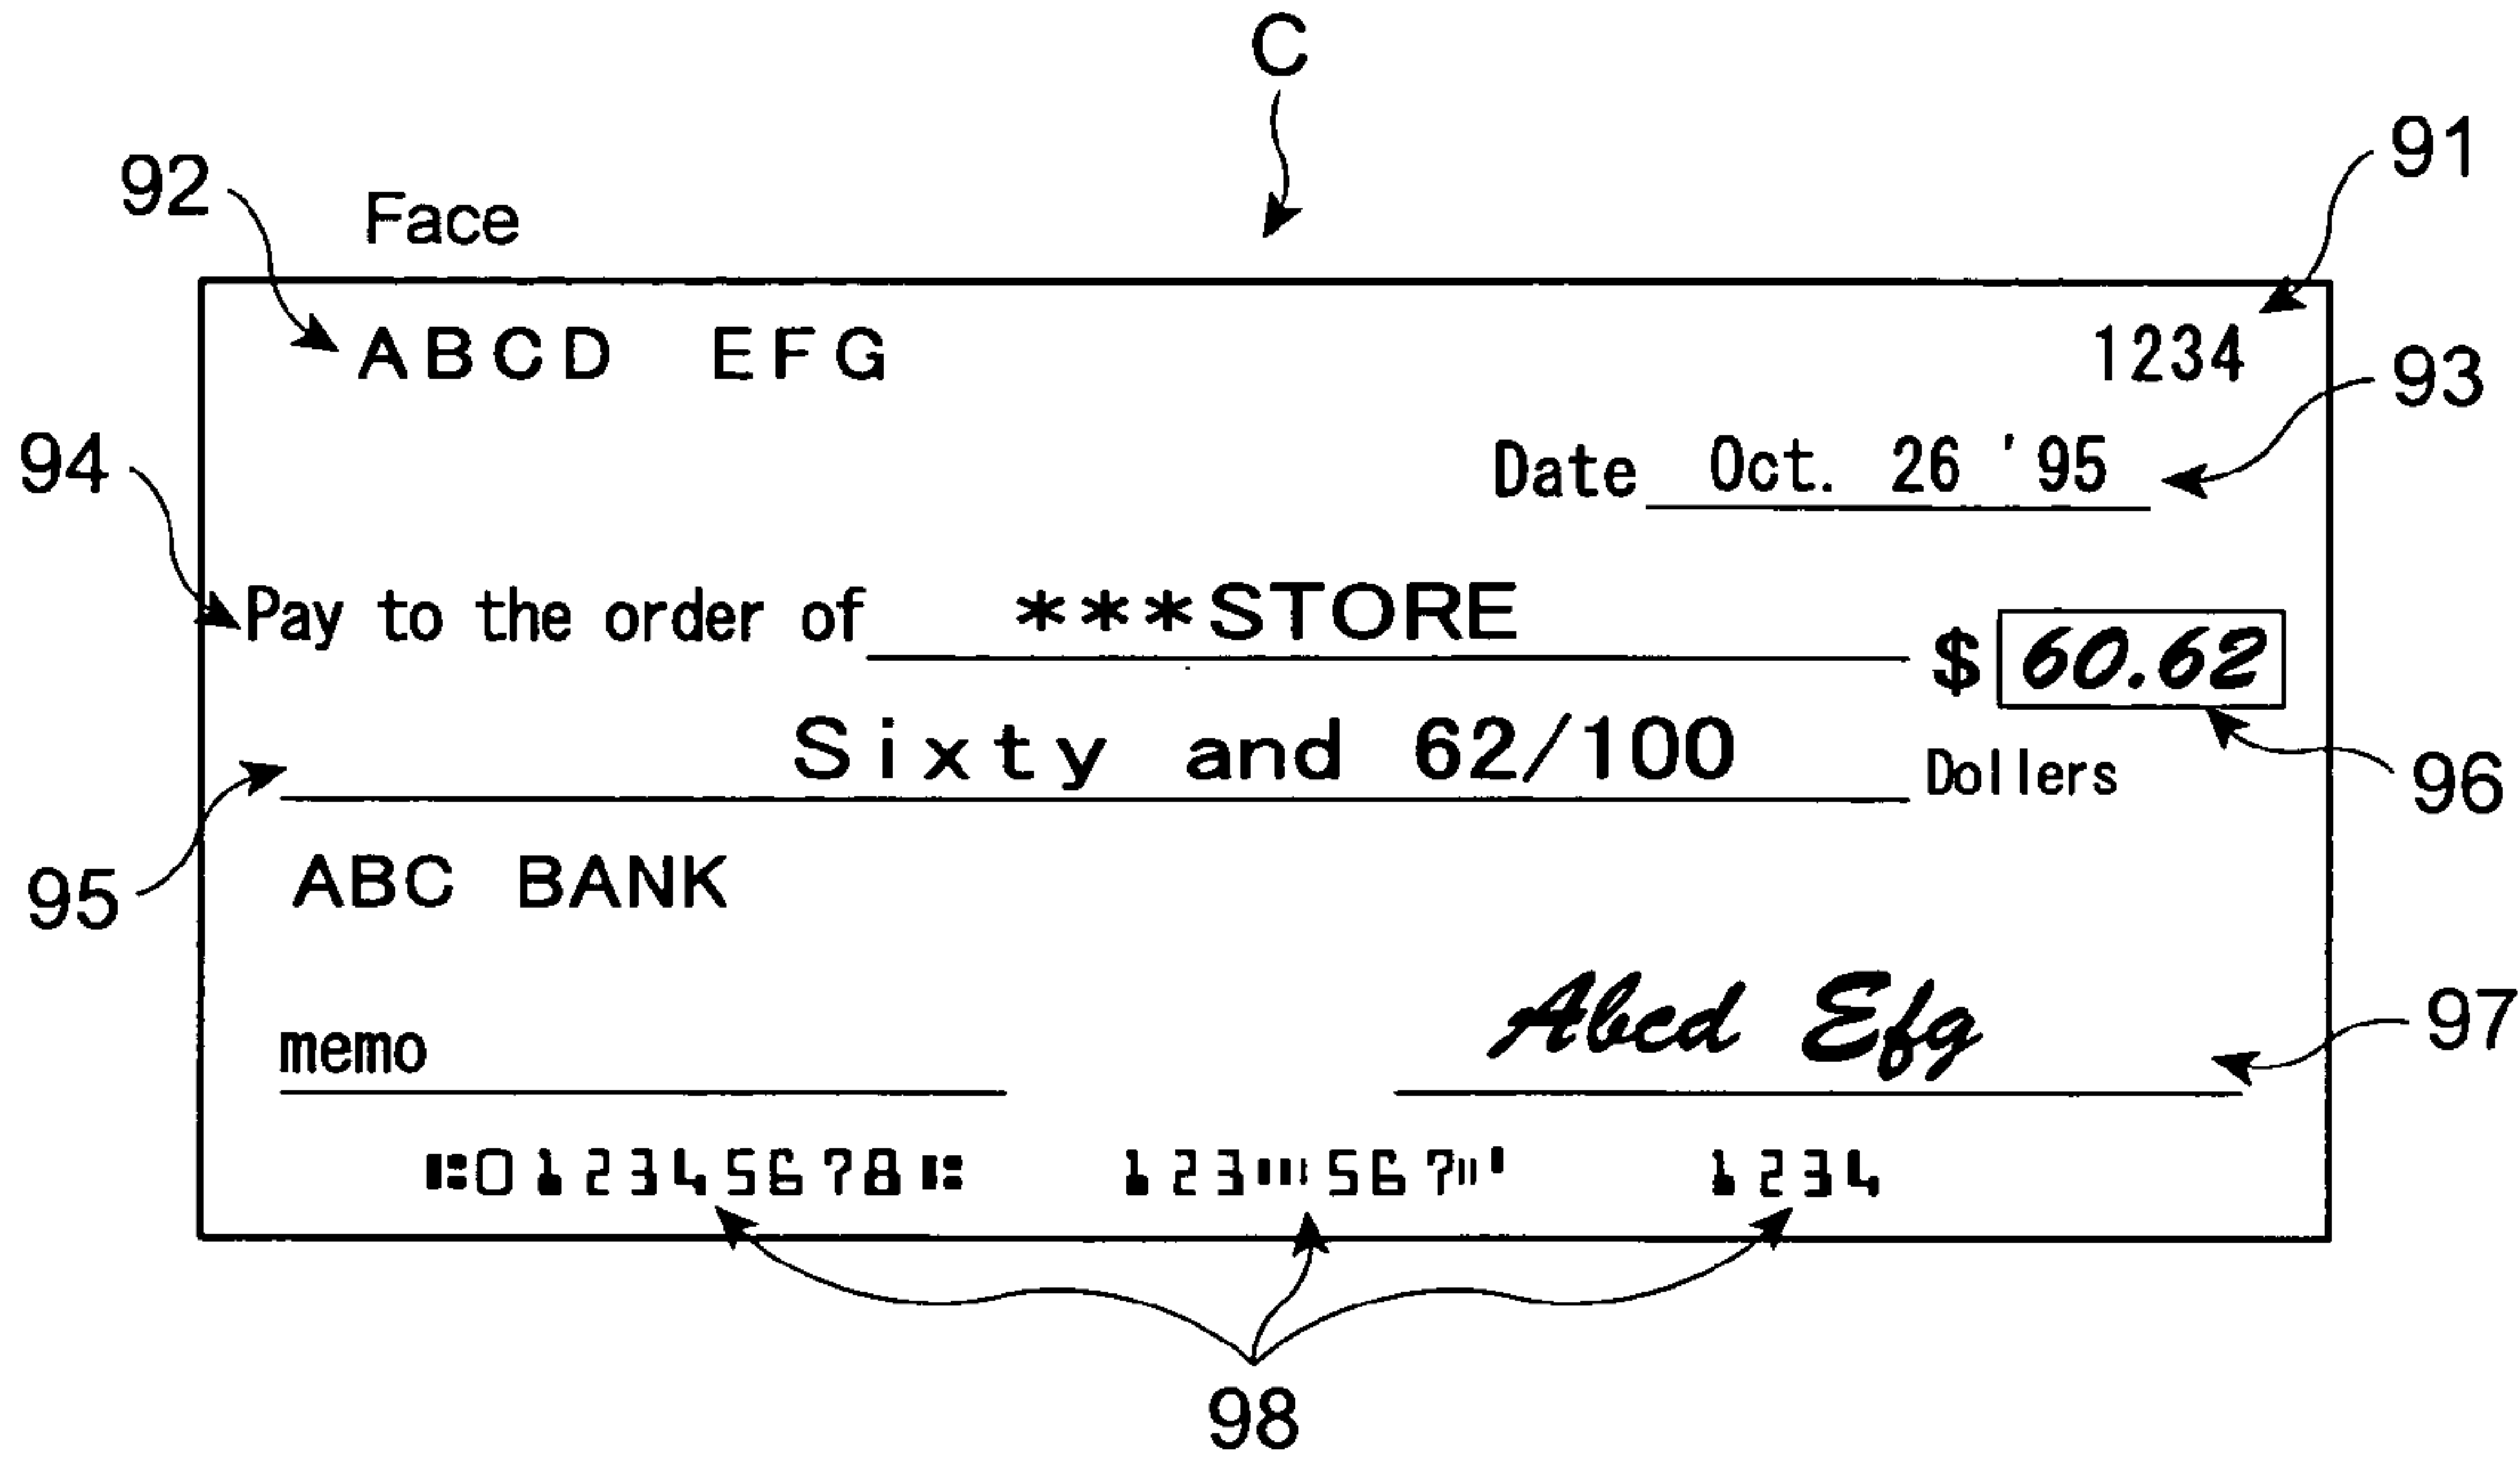 C
91
92
Face
ABCD EFG
1234
93
94
Date Oct. 26 '95
Pay to the order of ***STORE
$ 60.62
Sixty and 62/100 Dollers
96
95
ABC BANK
Abcd Efg
97
memo
⑆012345678⑆ 123⑈567⑈' 1234
98